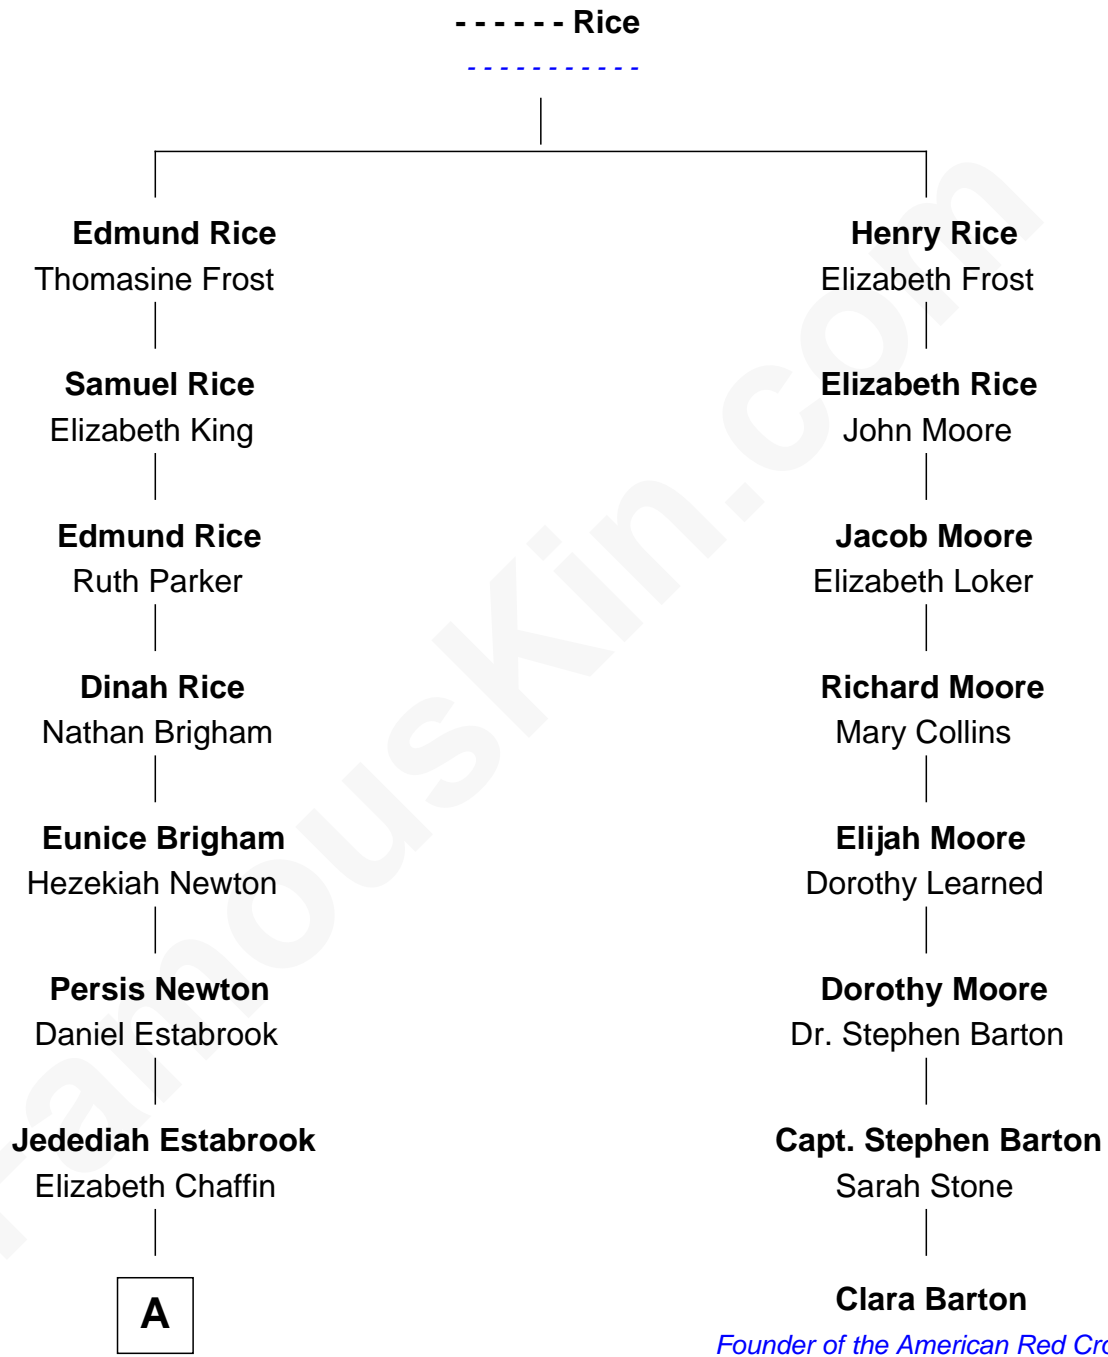 - - - - - - Rice
- - - - - - - - - - -
Edmund Rice
Thomasine Frost
Henry Rice
Elizabeth Frost
Samuel Rice
Elizabeth King
Elizabeth Rice
John Moore
Edmund Rice
Ruth Parker
Jacob Moore
Elizabeth Loker
Dinah Rice
Nathan Brigham
Richard Moore
Mary Collins
Eunice Brigham
Hezekiah Newton
Elijah Moore
Dorothy Learned
Persis Newton
Daniel Estabrook
Dorothy Moore
Dr. Stephen Barton
Jedediah Estabrook
Elizabeth Chaffin
Capt. Stephen Barton
Sarah Stone
A
Clara Barton
Founder of the American Red Cro
FamousKin.com